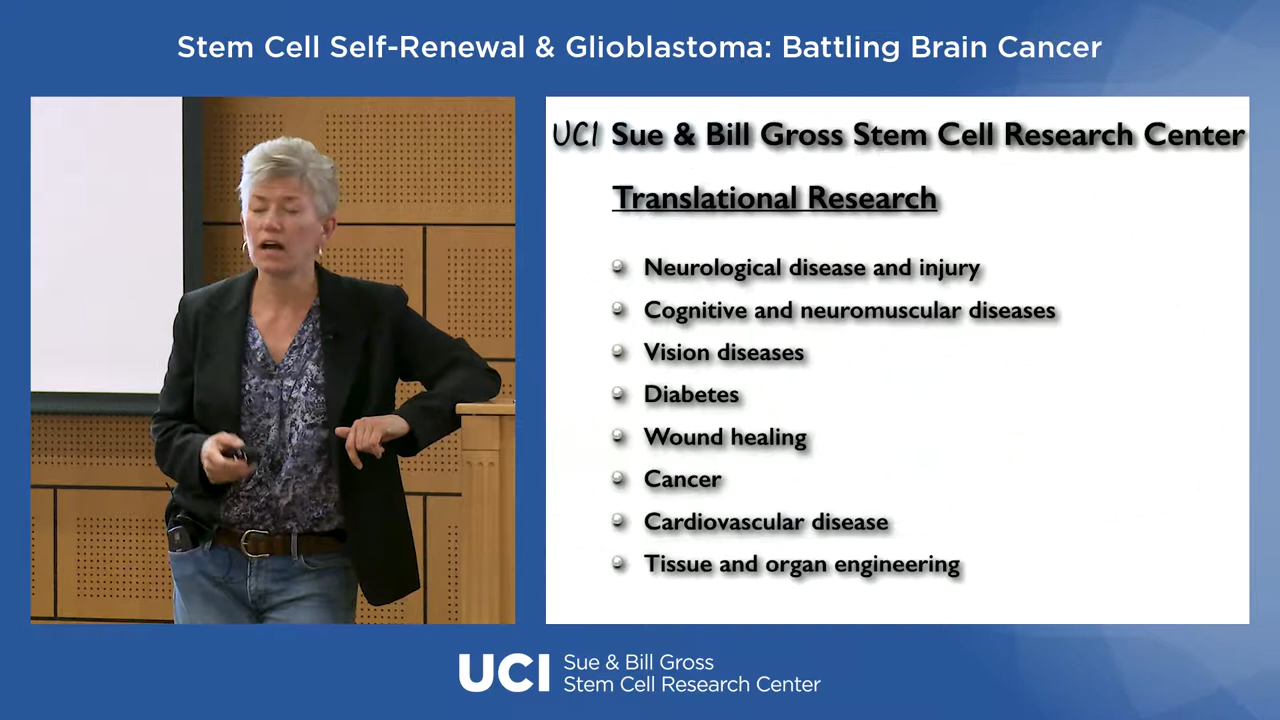 Stem Cell Self-Renewal & Glioblastoma: Battling Brain Cancer
UCI Sue & Bill Gross Stem Cell Research Center
Translational Research
Neurological disease and injury
Cognitive and neuromuscular diseases
Vision diseases
Diabetes
Wound healing
Cancer
Cardiovascular disease
Tissue and organ engineering
UCI
Sue & Bill Gross
Stem Cell Research Center